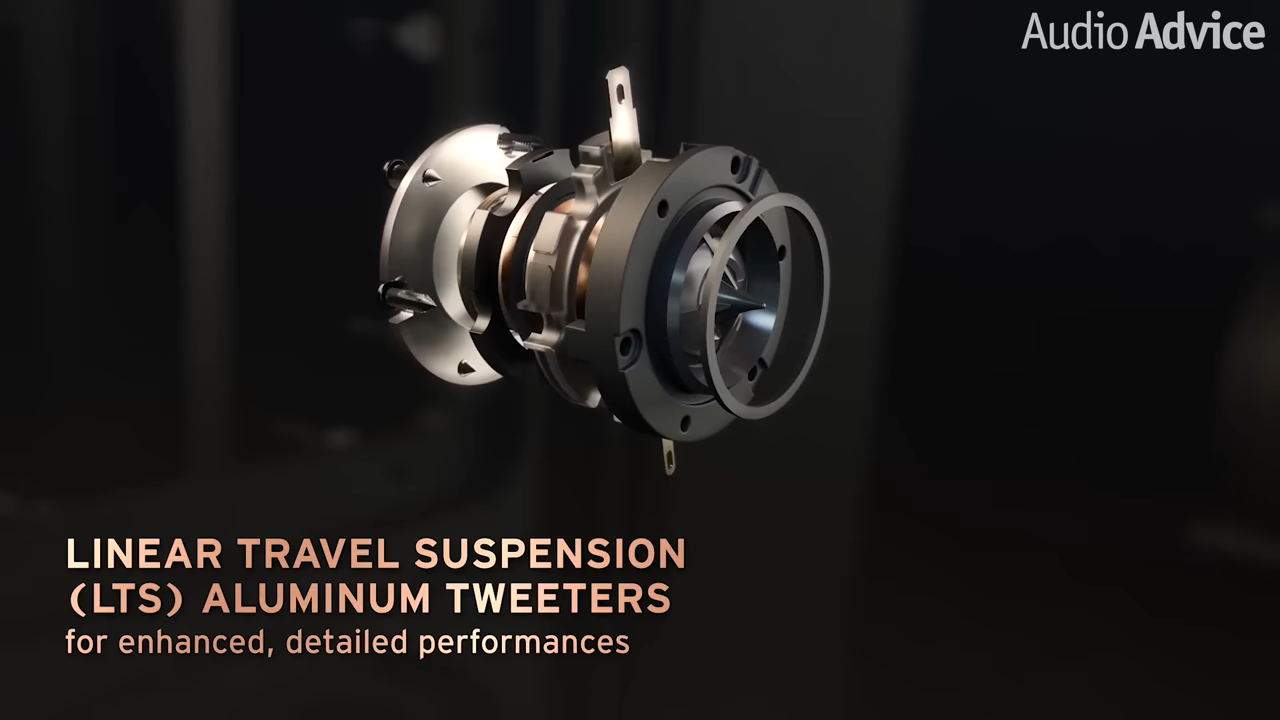 Audio Advice
LINEAR TRAVEL SUSPENSION
(LTS) ALUMINUM TWEETERS
for enhanced, detailed performances